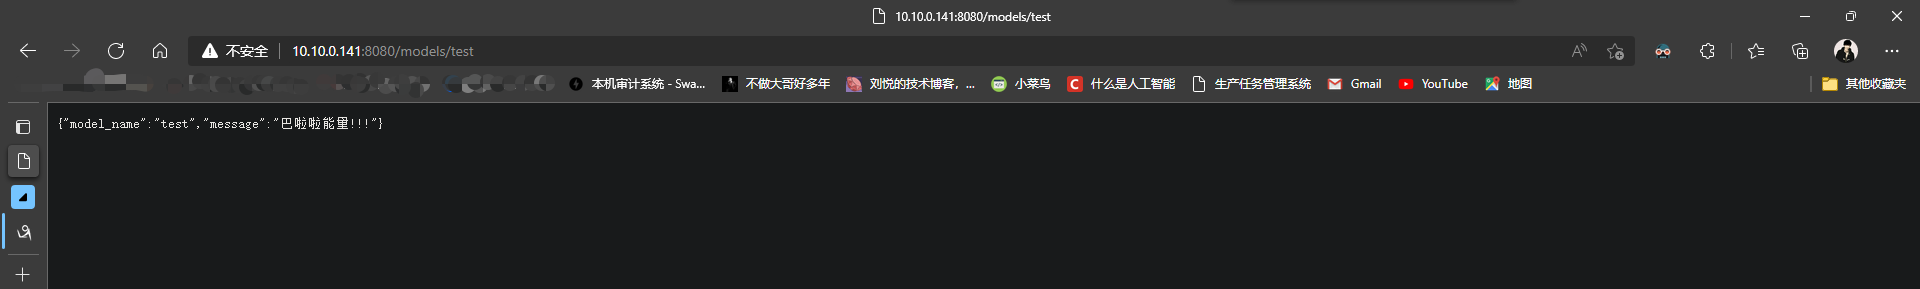 10.10.0.141:8080/models/test
不安全 10.10.0.141:8080/models/test
本机审计系统 - Swa... 不做大哥好多年 刘悦的技术博客，... 小菜鸟 C 什么是人工智能 生产任务管理系统 Gmail YouTube 地图 其他收藏夹
{"model_name":"test","message":"巴啦啦能量!!!"}